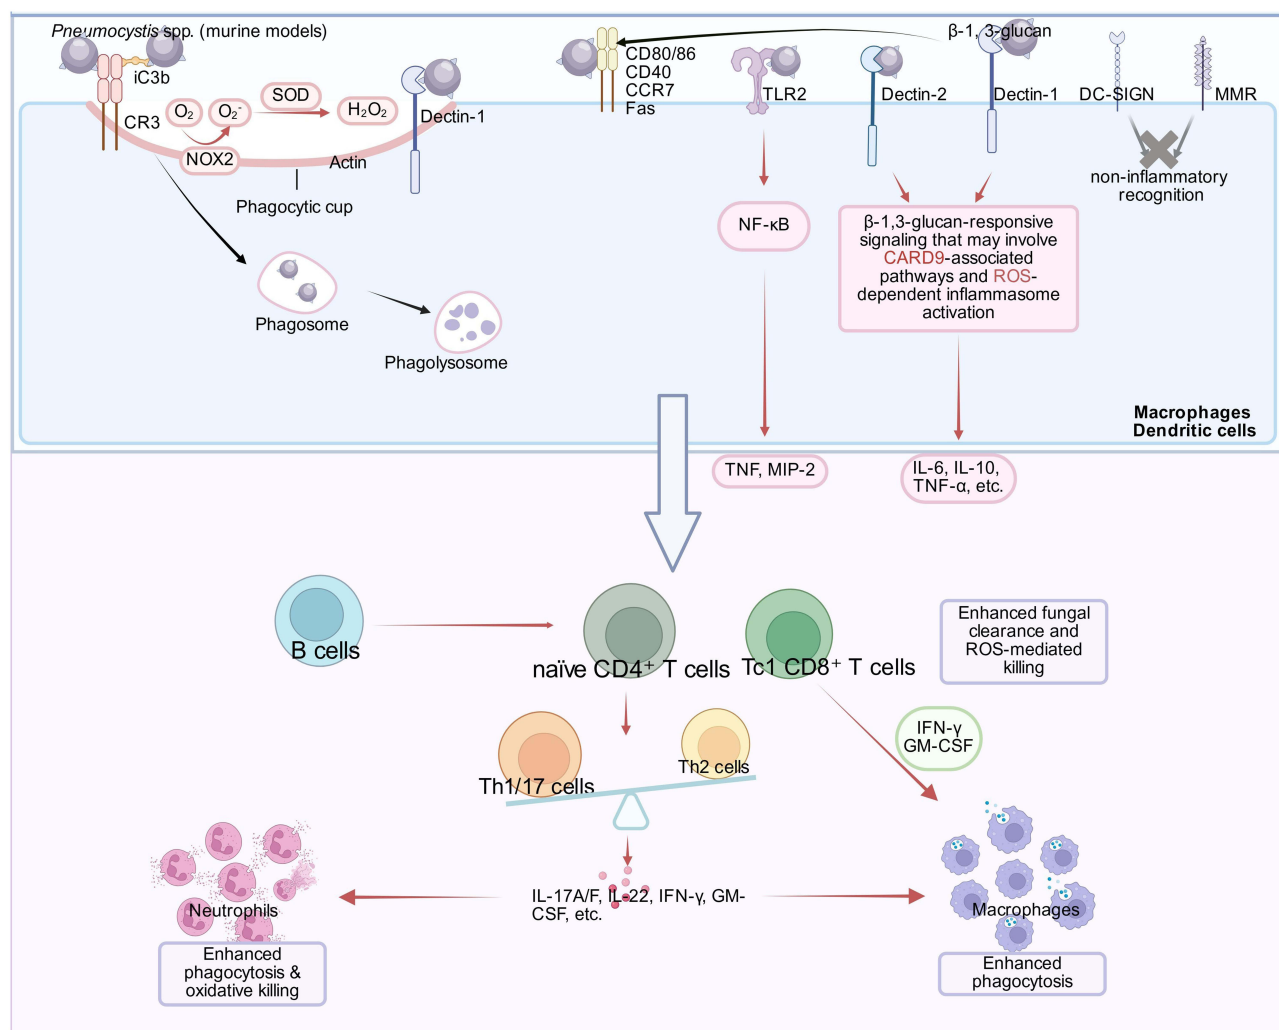 Pneumocystis spp. (murine models)
iC3b
CR3
O₂
O₂⁻
SOD
H₂O₂
NOX2
Actin
Dectin-1
Phagocytic cup
Phagosome
Phagolysosome
CD80/86
CD40
CCR7
Fas
TLR2
β-1, 3-glucan
Dectin-2
Dectin-1
DC-SIGN
MMR
non-inflammatory
recognition
NF-κB
β-1,3-glucan-responsive
signaling that may involve
CARD9-associated
pathways and ROS-
dependent inflammasome
activation
Macrophages
Dendritic cells
TNF, MIP-2
IL-6, IL-10,
TNF-α, etc.
B cells
naïve CD4⁺ T cells
Tc1 CD8⁺ T cells
Enhanced fungal
clearance and
ROS-mediated
killing
IFN-γ
GM-CSF
Th1/17 cells
Th2 cells
IL-17A/F, IL-22, IFN-γ, GM-
CSF, etc.
Neutrophils
Enhanced
phagocytosis &
oxidative killing
Macrophages
Enhanced
phagocytosis